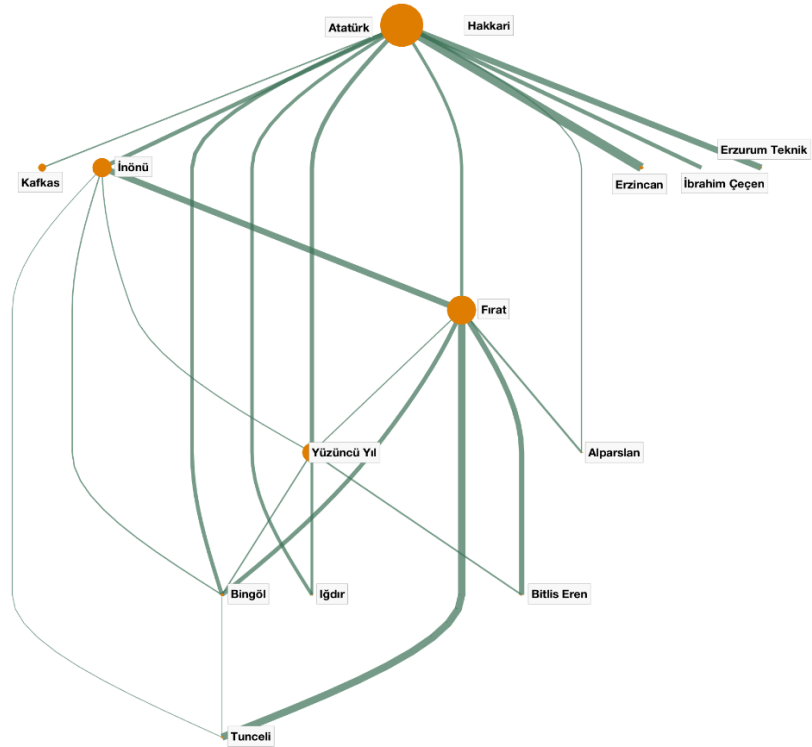 Atatürk
Hakkari
Erzurum Teknik
Kafkas
İnönü
Erzincan
İbrahim Çeçen
Fırat
Yüzüncü Yıl
Alparslan
Bingöl
Iğdır
Bitlis Eren
Tunceli